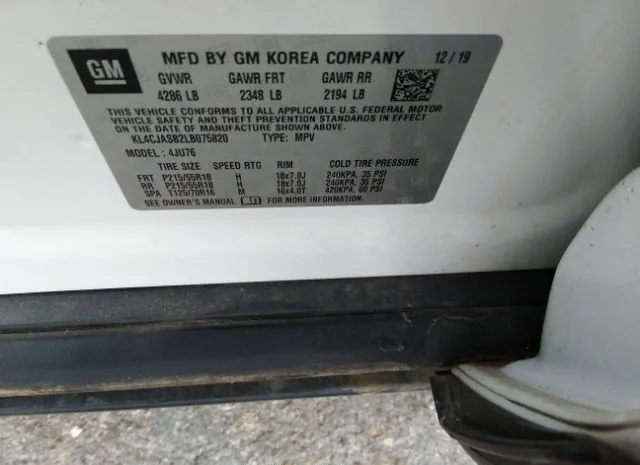 GM MFD BY GM KOREA COMPANY 12/19
GVWR GAWR FRT GAWR RR
4286 LB 2348 LB 2194 LB
THIS VEHICLE CONFORMS TO ALL APPLICABLE U.S. FEDERAL MOTOR
VEHICLE SAFETY AND THEFT PREVENTION STANDARDS IN EFFECT
ON THE DATE OF MANUFACTURE SHOWN ABOVE.
KL4CJASB2LB075820 TYPE: MPV
MODEL: 4JU76
TIRE SIZE SPEED RTG RIM COLD TIRE PRESSURE
FRT P215/55R18 H 18x7.0J 240KPA, 35 PSI
RR P215/55R18 H 18x7.0J 240KPA, 35 PSI
SPA T125/70R16 M 16x4.0T 420KPA, 60 PSI
SEE OWNER'S MANUAL FOR MORE INFORMATION.